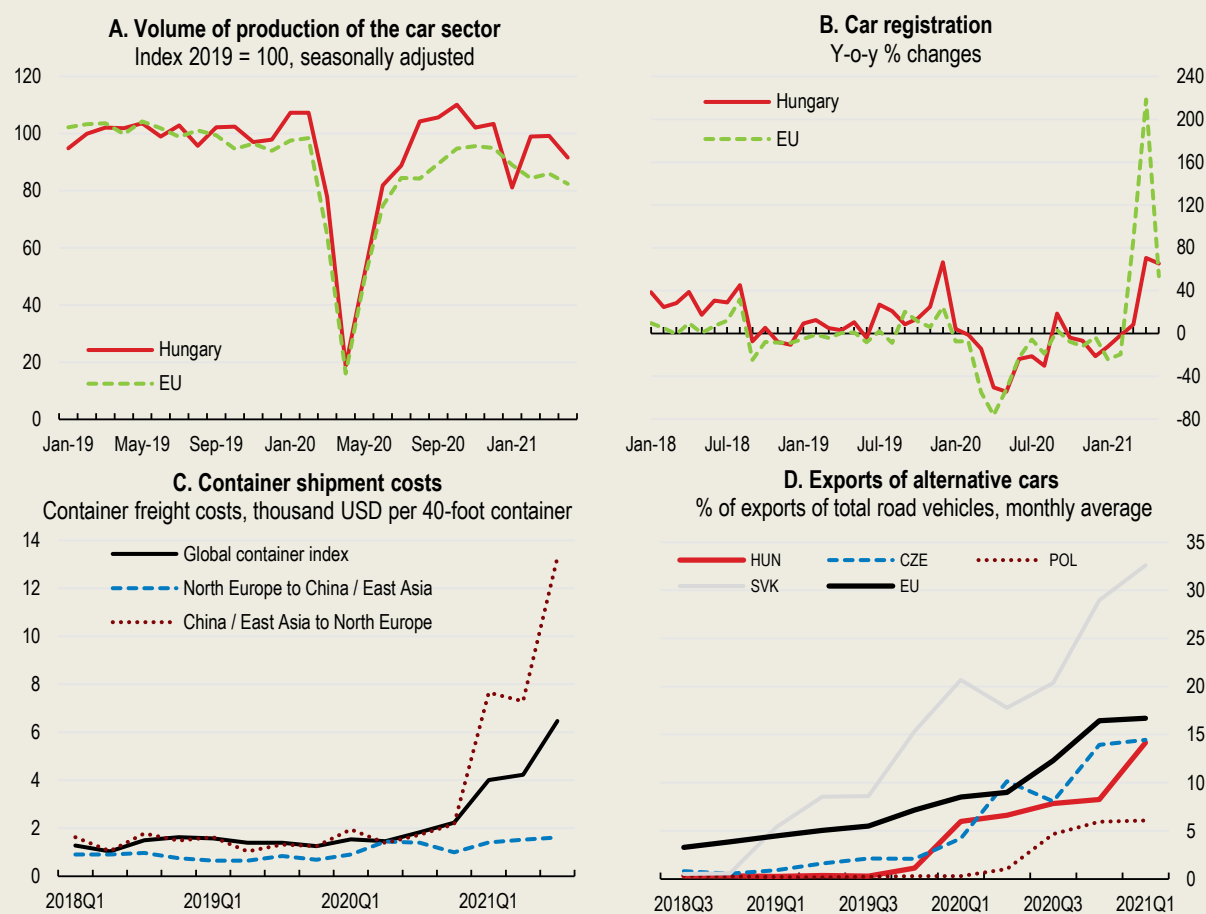 A. Volume of production of the car sector
Index 2019 = 100, seasonally adjusted
120
100
80
60
40
20
0
Hungary
EU
Jan-19 May-19 Sep-19 Jan-20 May-20 Sep-20 Jan-21
B. Car registration
Y-o-y % changes
240
200
160
120
80
40
0
-40
-80
Hungary
EU
Jan-18 Jul-18 Jan-19 Jul-19 Jan-20 Jul-20 Jan-21
C. Container shipment costs
Container freight costs, thousand USD per 40-foot container
14
12
10
8
6
4
2
0
Global container index
North Europe to China / East Asia
China / East Asia to North Europe
2018Q1 2019Q1 2020Q1 2021Q1
D. Exports of alternative cars
% of exports of total road vehicles, monthly average
35
30
25
20
15
10
5
0
HUN CZE POL
SVK EU
2018Q3 2019Q1 2019Q3 2020Q1 2020Q3 2021Q1